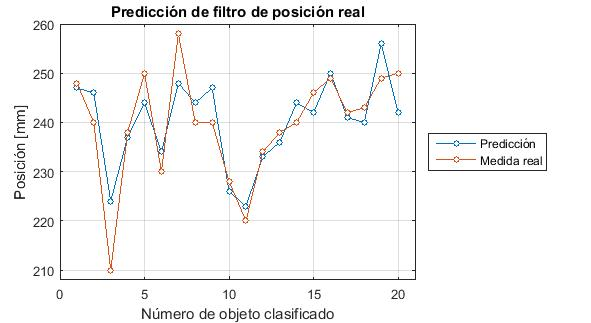 Predicción de filtro de posición real
260
250
240
230
220
210
0
5
10
15
20
Posición [mm]
Número de objeto clasificado
Predicción
Medida real